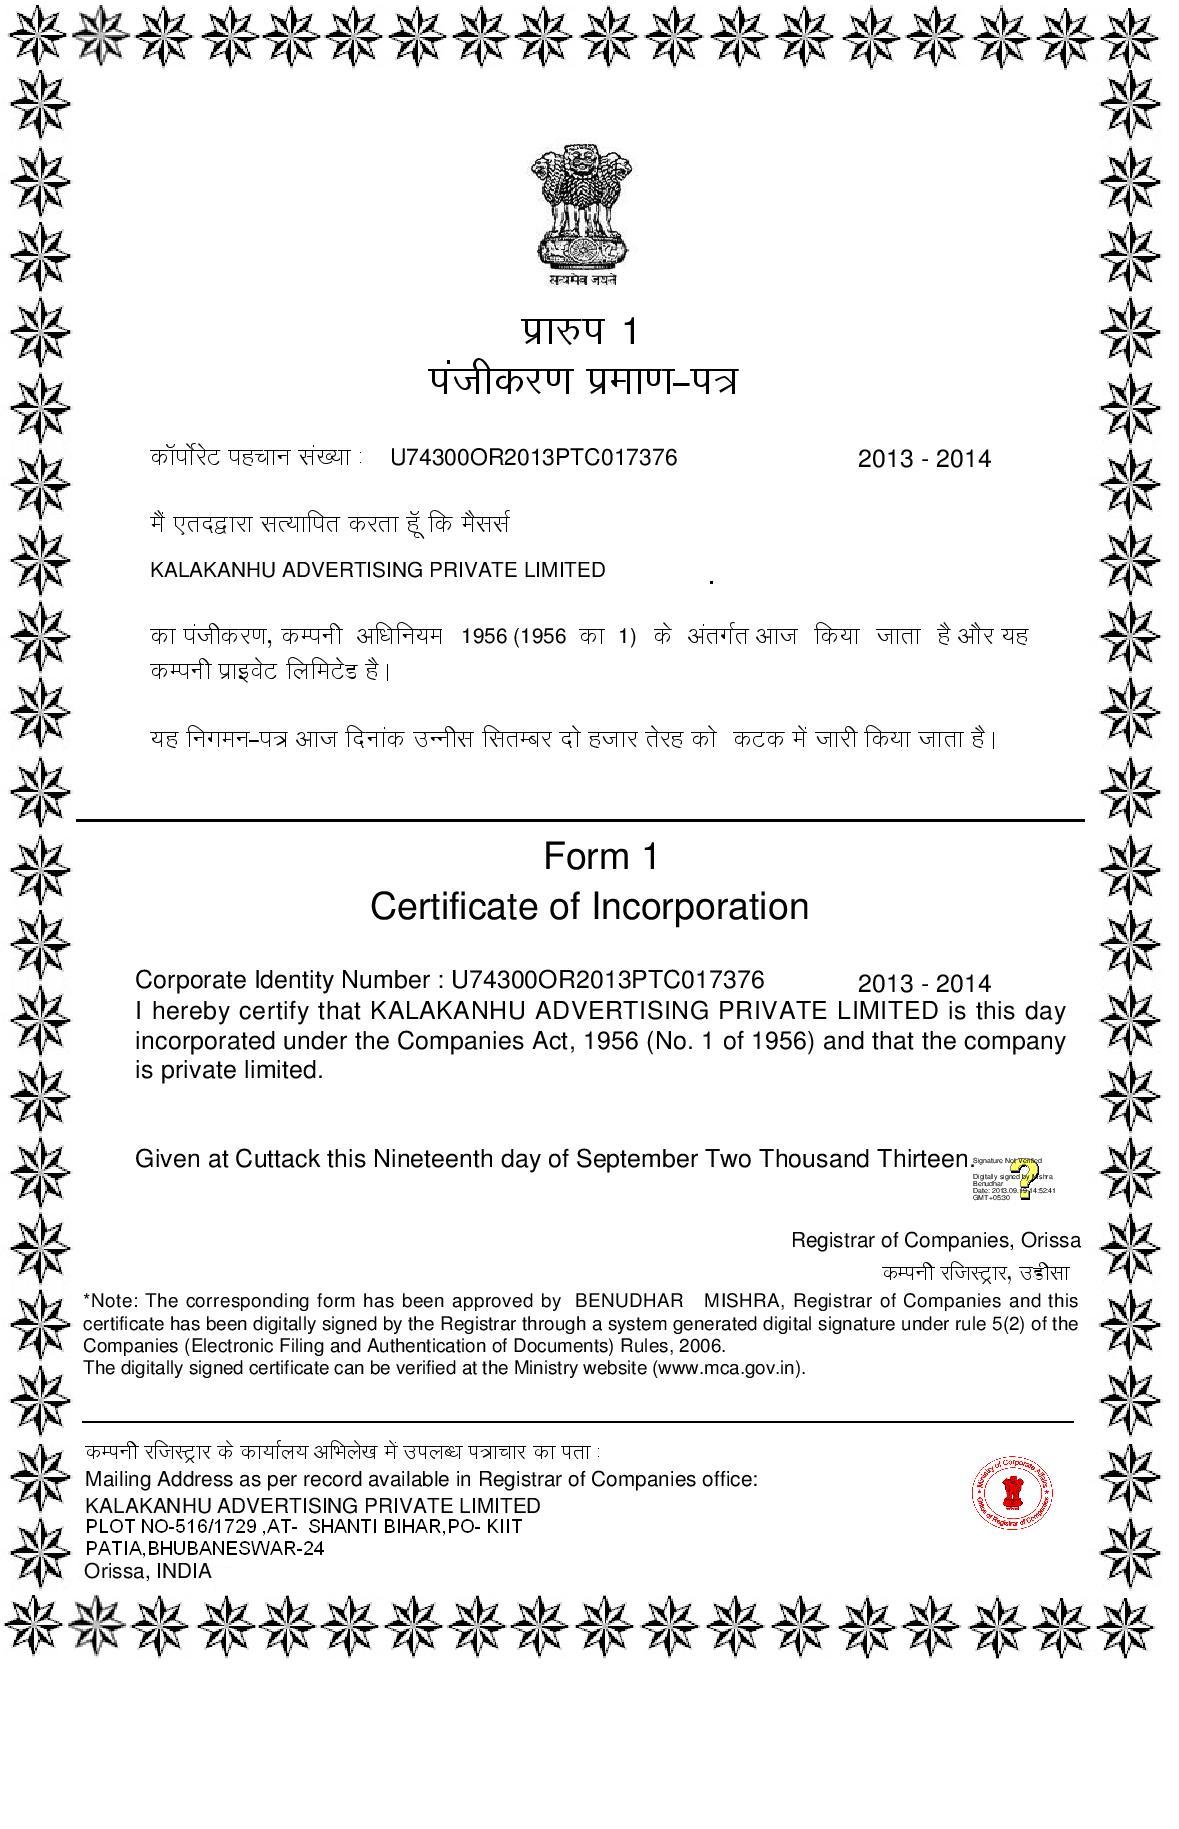 सत्यमेव जयते
प्रारुप 1
पंजीकरण प्रमाण-पत्र
कॉर्पोरेट पहचान संख्या : U74300OR2013PTC017376 2013 - 2014
मैं एतदद्वारा सत्यापित करता हूँ कि मैसर्स
KALAKANHU ADVERTISING PRIVATE LIMITED .
का पंजीकरण, कम्पनी अधिनियम 1956 (1956 का 1) के अंतर्गत आज किया जाता है और यह
कम्पनी प्राइवेट लिमिटेड है।
यह निगमन-पत्र आज दिनांक उन्नीस सितम्बर दो हजार तेरह को कटक में जारी किया जाता है।
Form 1
Certificate of Incorporation
Corporate Identity Number : U74300OR2013PTC017376 2013 - 2014
I hereby certify that KALAKANHU ADVERTISING PRIVATE LIMITED is this day
incorporated under the Companies Act, 1956 (No. 1 of 1956) and that the company
is private limited.
Given at Cuttack this Nineteenth day of September Two Thousand Thirteen.
Signature Not Verified
Digitally signed by Mishra
Benudhar
Date: 2013.09.19 14:52:41
GMT+05:30
Registrar of Companies, Orissa
कम्पनी रजिस्ट्रार, उडीसा
*Note: The corresponding form has been approved by BENUDHAR MISHRA, Registrar of Companies and this
certificate has been digitally signed by the Registrar through a system generated digital signature under rule 5(2) of the
Companies (Electronic Filing and Authentication of Documents) Rules, 2006.
The digitally signed certificate can be verified at the Ministry website (www.mca.gov.in).
कम्पनी रजिस्ट्रार के कार्यालय अभिलेख में उपलब्ध पत्राचार का पता :
Mailing Address as per record available in Registrar of Companies office:
KALAKANHU ADVERTISING PRIVATE LIMITED
PLOT NO-516/1729 ,AT- SHANTI BIHAR,PO- KIIT
PATIA,BHUBANESWAR-24
Orissa, INDIA
Ministry of Corporate Affairs
Office of Registrar of Companies